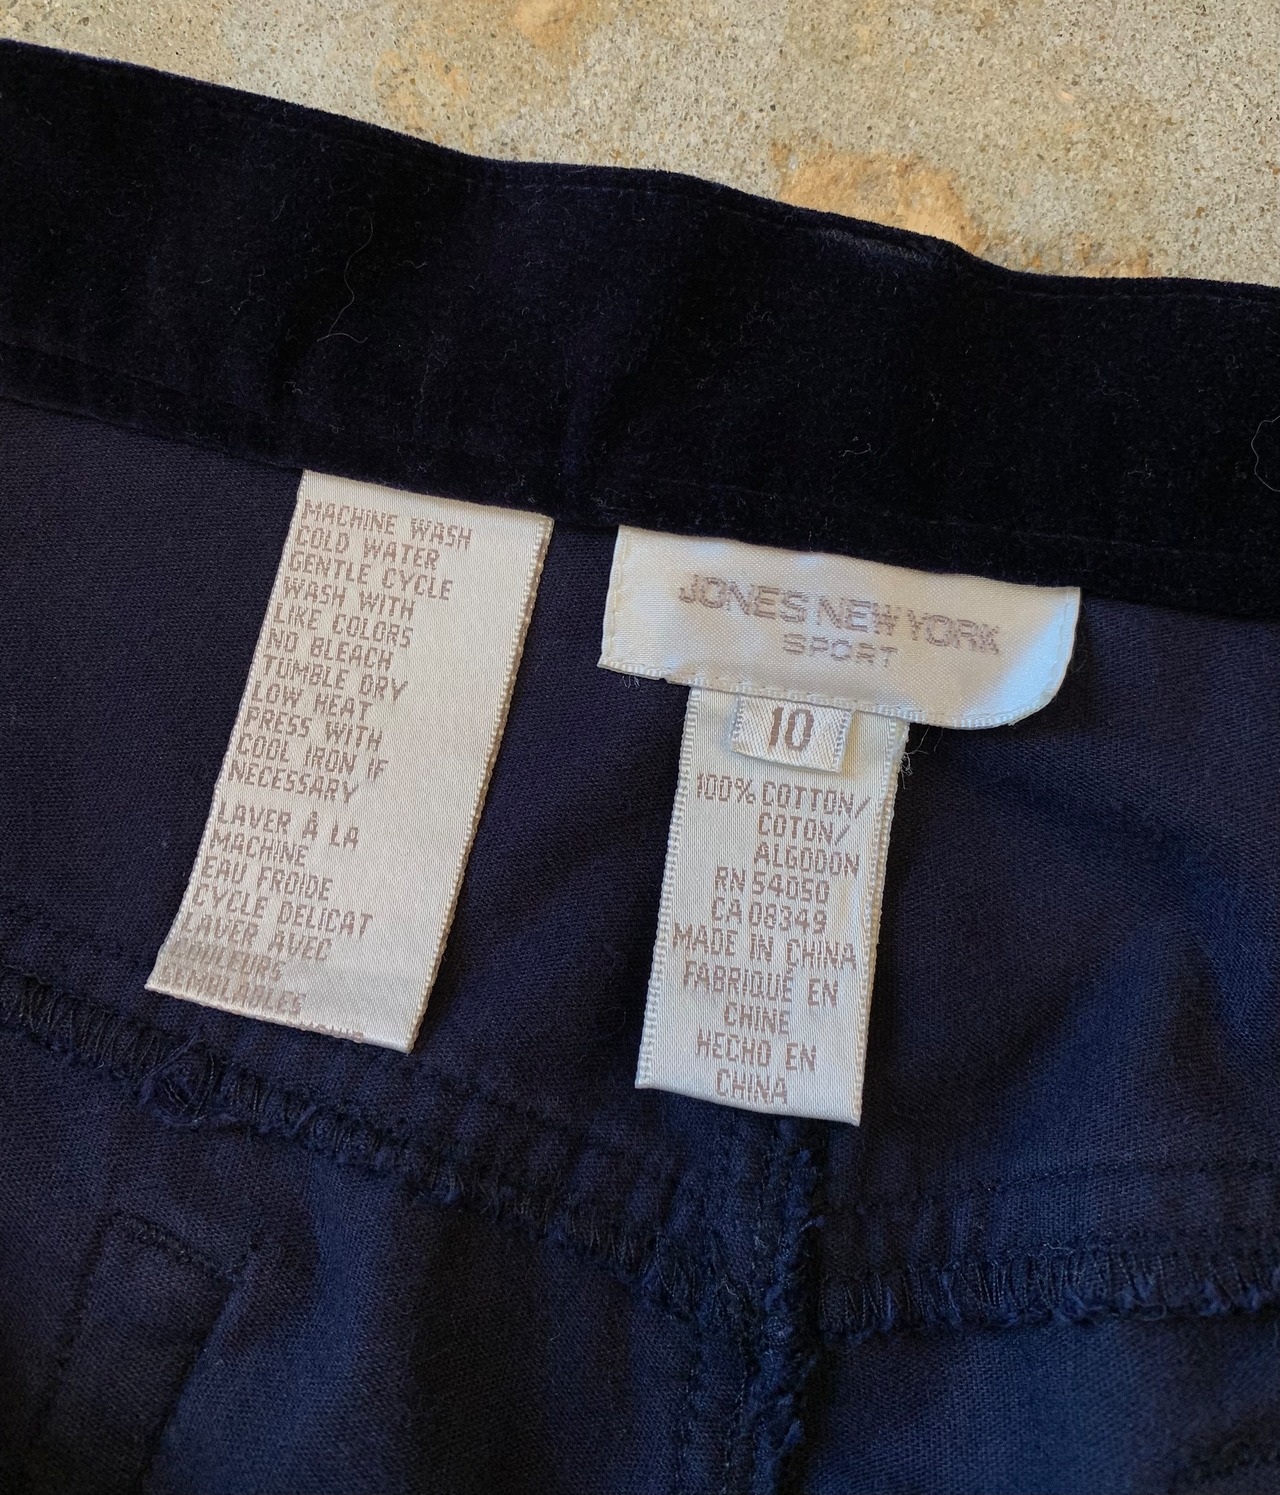 MACHINE WASH
COLD WATER
GENTLE CYCLE
WASH WITH
LIKE COLORS
NO BLEACH
TUMBLE DRY
LOW HEAT
PRESS WITH
COOL IRON IF
NECESSARY
LAVER À LA
MACHINE
EAU FROIDE
CYCLE DELICAT
LAVER AVEC
COULEURS
SEMBLABLES
JONES NEW YORK
SPORT
10
100% COTTON/
COTON/
ALGODON
RN 54050
CA 08349
MADE IN CHINA
FABRIQUÉ EN
CHINE
HECHO EN
CHINA